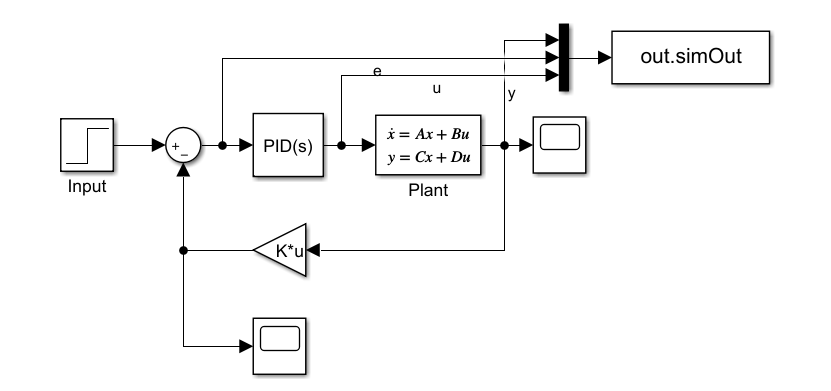 out.simOut
e
u
y
+
−
PID(s)
ẋ = Ax + Bu
y = Cx + Du
Input
Plant
K*u